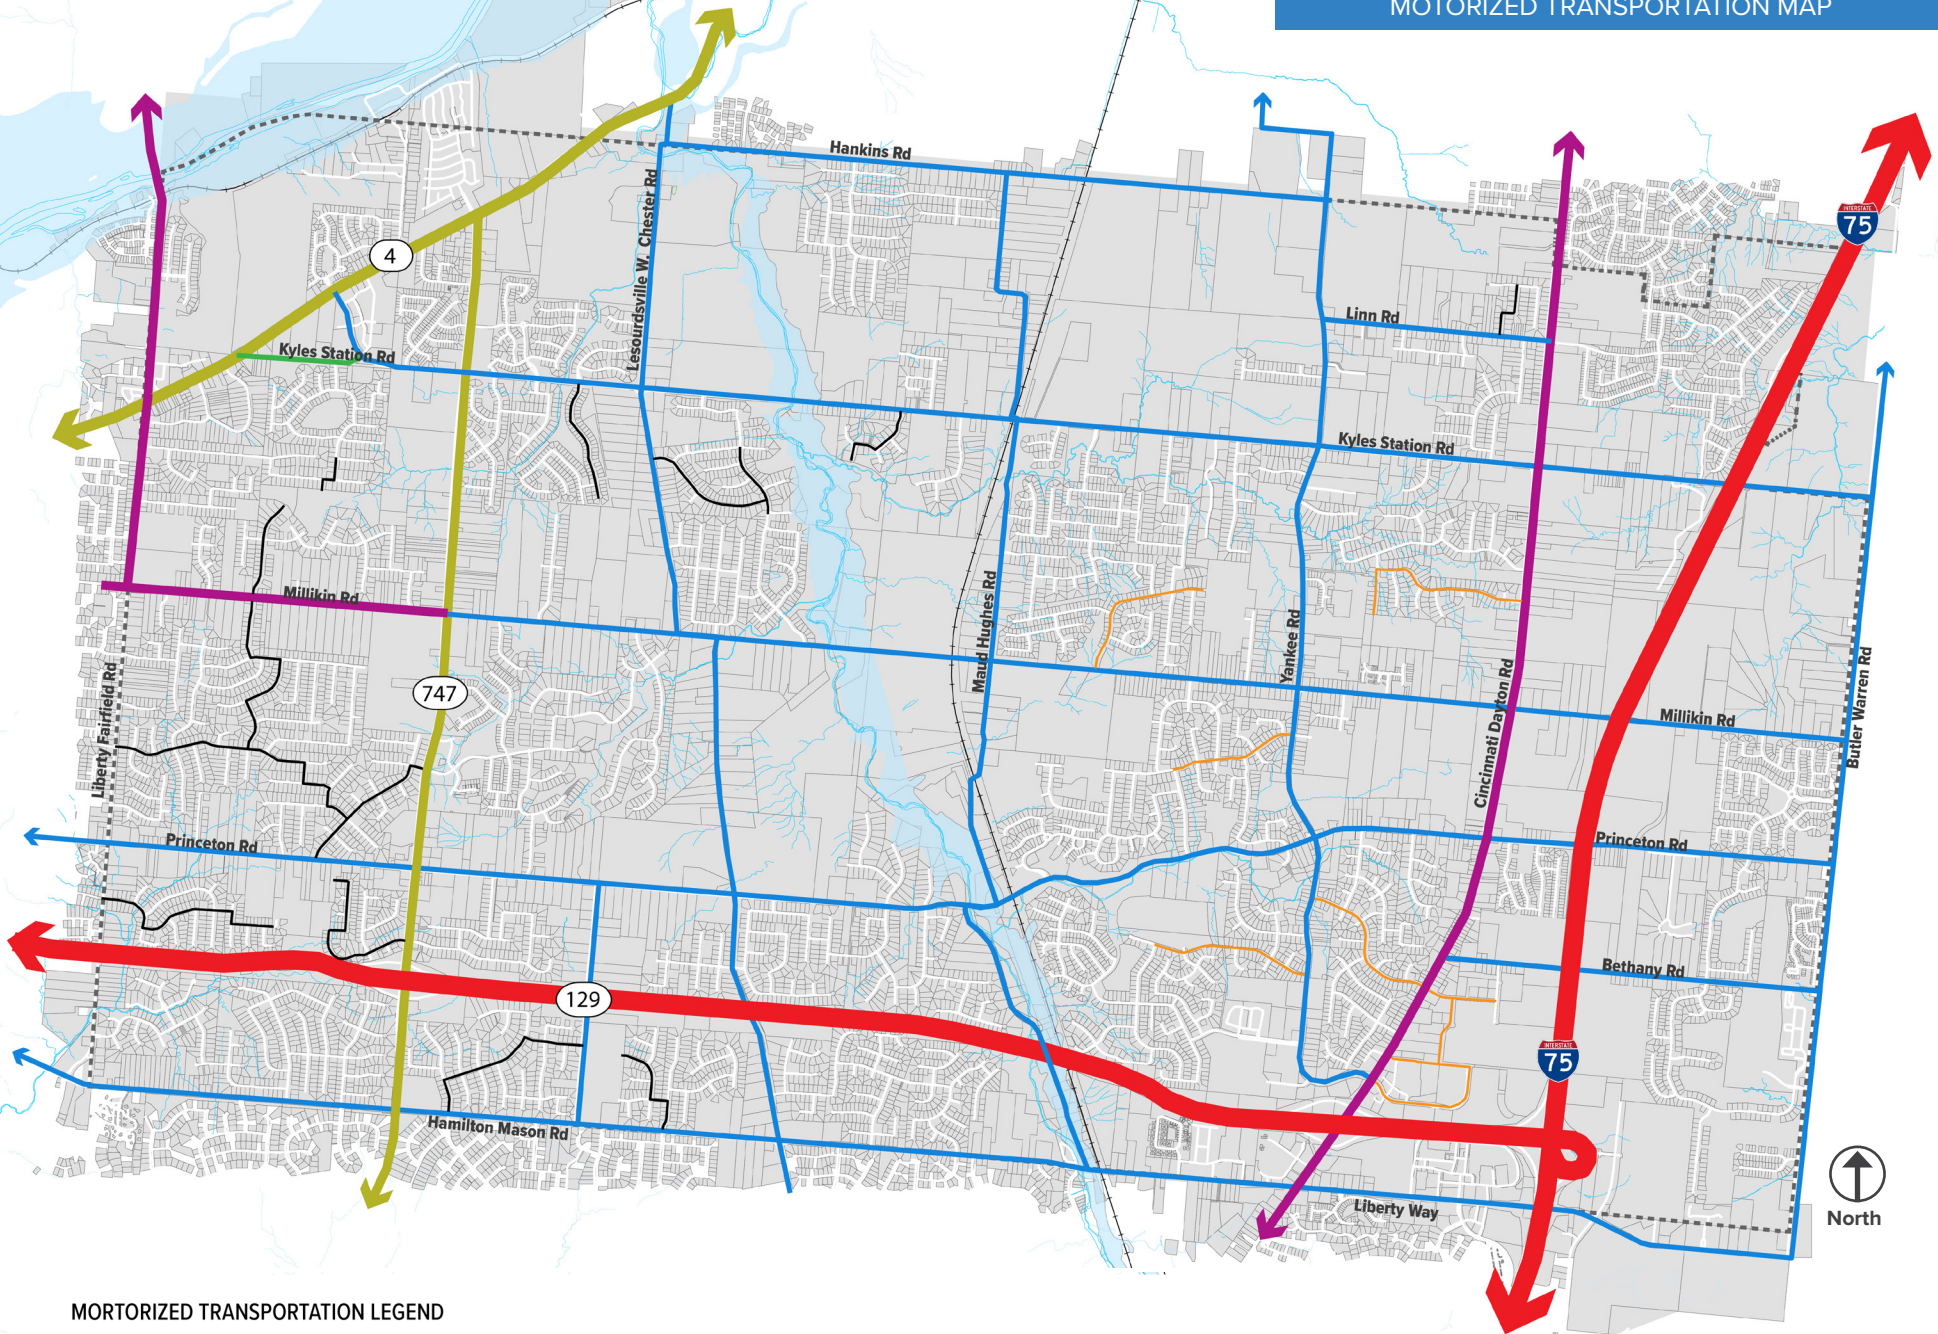 MOTORIZED TRANSPORTATION MAP
Hankins Rd
Lesourdsville W. Chester Rd
INTERSTATE
75
4
Linn Rd
Kyles Station Rd
Kyles Station Rd
Millikin Rd
Maud Hughes Rd
Yankee Rd
Cincinnati Dayton Rd
Butler Warren Rd
Liberty Fairfield Rd
747
Millikin Rd
Princeton Rd
Princeton Rd
Bethany Rd
129
INTERSTATE
75
Hamilton Mason Rd
Liberty Way
North
MORTORIZED TRANSPORTATION LEGEND